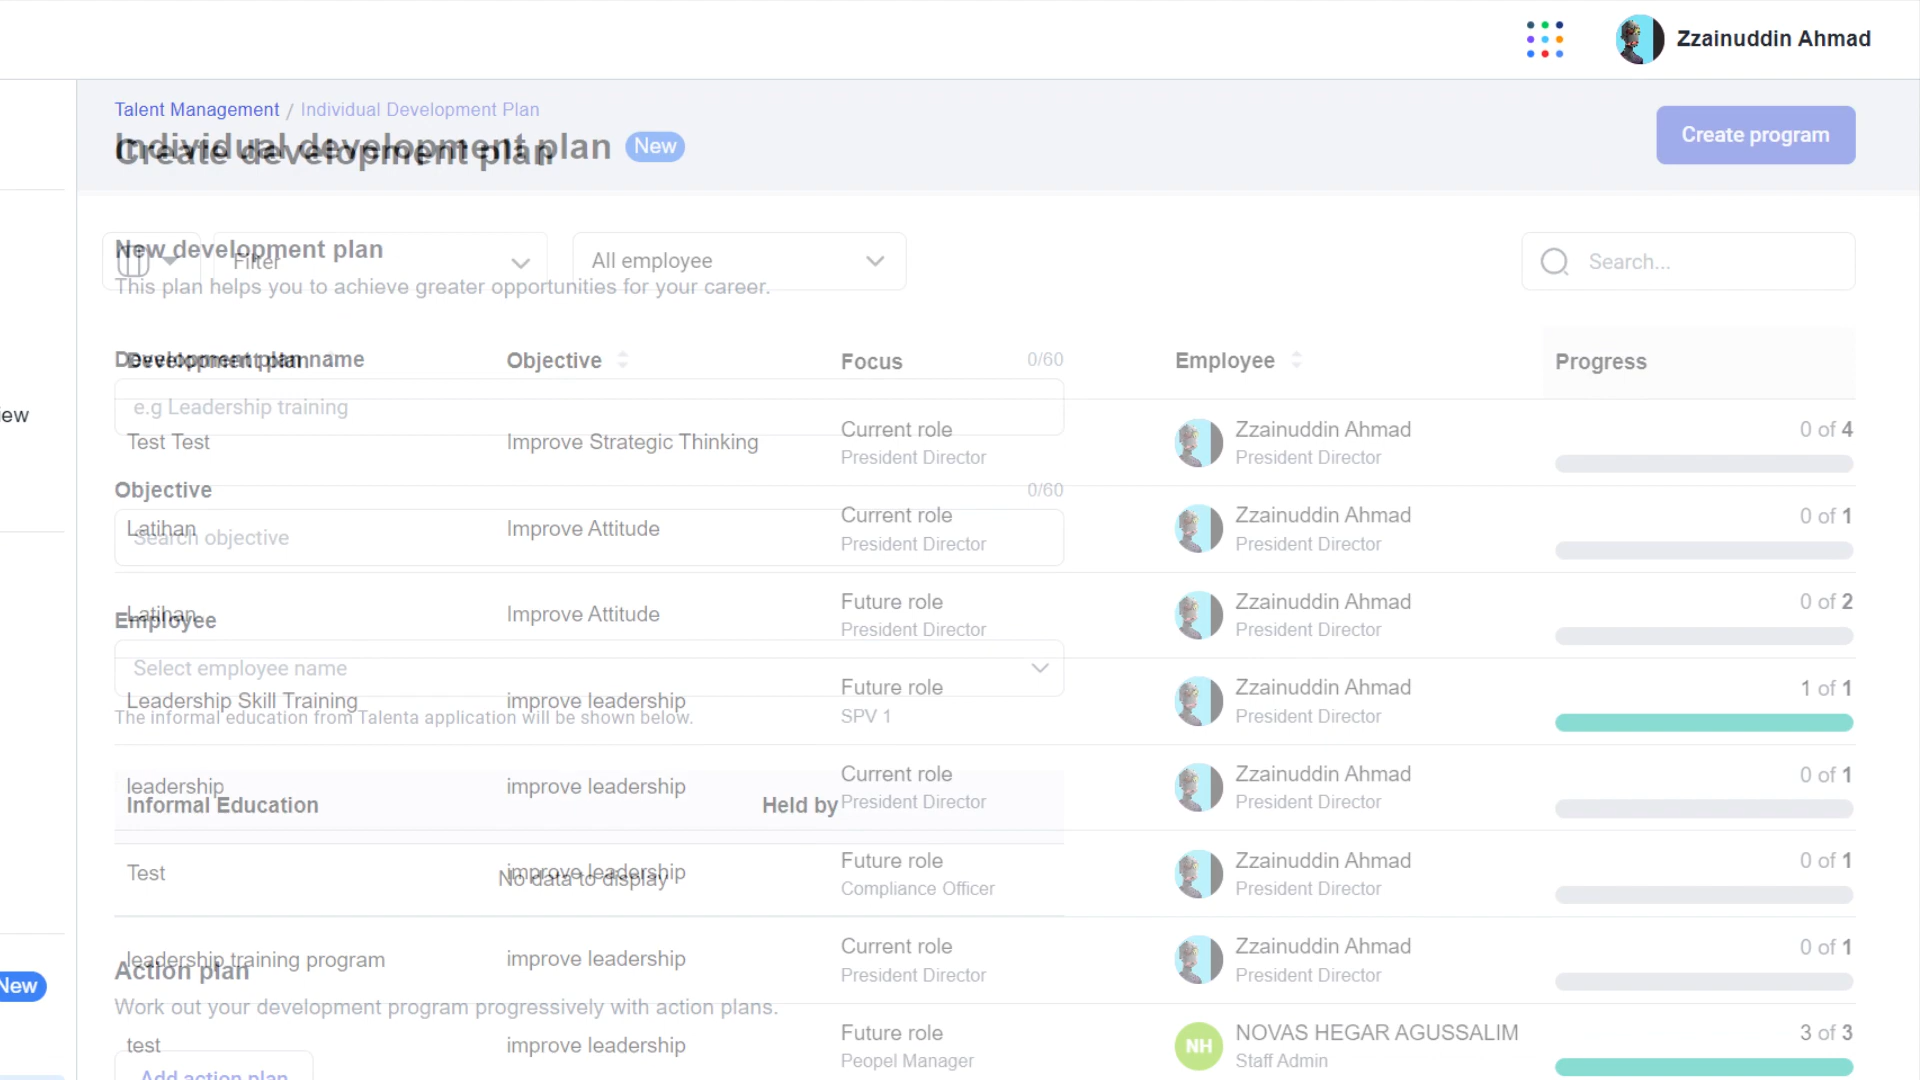 Zzainuddin Ahmad
Talent Management / Individual Development Plan
Individual development plan New
Create development plan
Create program
New development plan
Filter
All employee
Search...
This plan helps you to achieve greater opportunities for your career.
Development plan name 0/60
Development plan Objective Focus Employee Progress
e.g Leadership training
iew
Test Test Improve Strategic Thinking Current role Zzainuddin Ahmad 0 of 4
President Director President Director
Objective 0/60
Latihan Improve Attitude Current role Zzainuddin Ahmad 0 of 1
Search objective
President Director President Director
Latihan Improve Attitude Future role Zzainuddin Ahmad 0 of 2
Employee
President Director President Director
Select employee name
Leadership Skill Training improve leadership Future role Zzainuddin Ahmad 1 of 1
SPV 1 President Director
The informal education from Talenta application will be shown below.
leadership improve leadership Current role Zzainuddin Ahmad 0 of 1
President Director President Director
Informal Education Held by
Test improve leadership Future role Zzainuddin Ahmad 0 of 1
No data to display
Compliance Officer President Director
leadership training program improve leadership Current role Zzainuddin Ahmad 0 of 1
Action plan
President Director President Director
New
Work out your development program progressively with action plans.
test improve leadership Future role NH NOVAS HEGAR AGUSSALIM 3 of 3
Peopel Manager Staff Admin
Add action plan